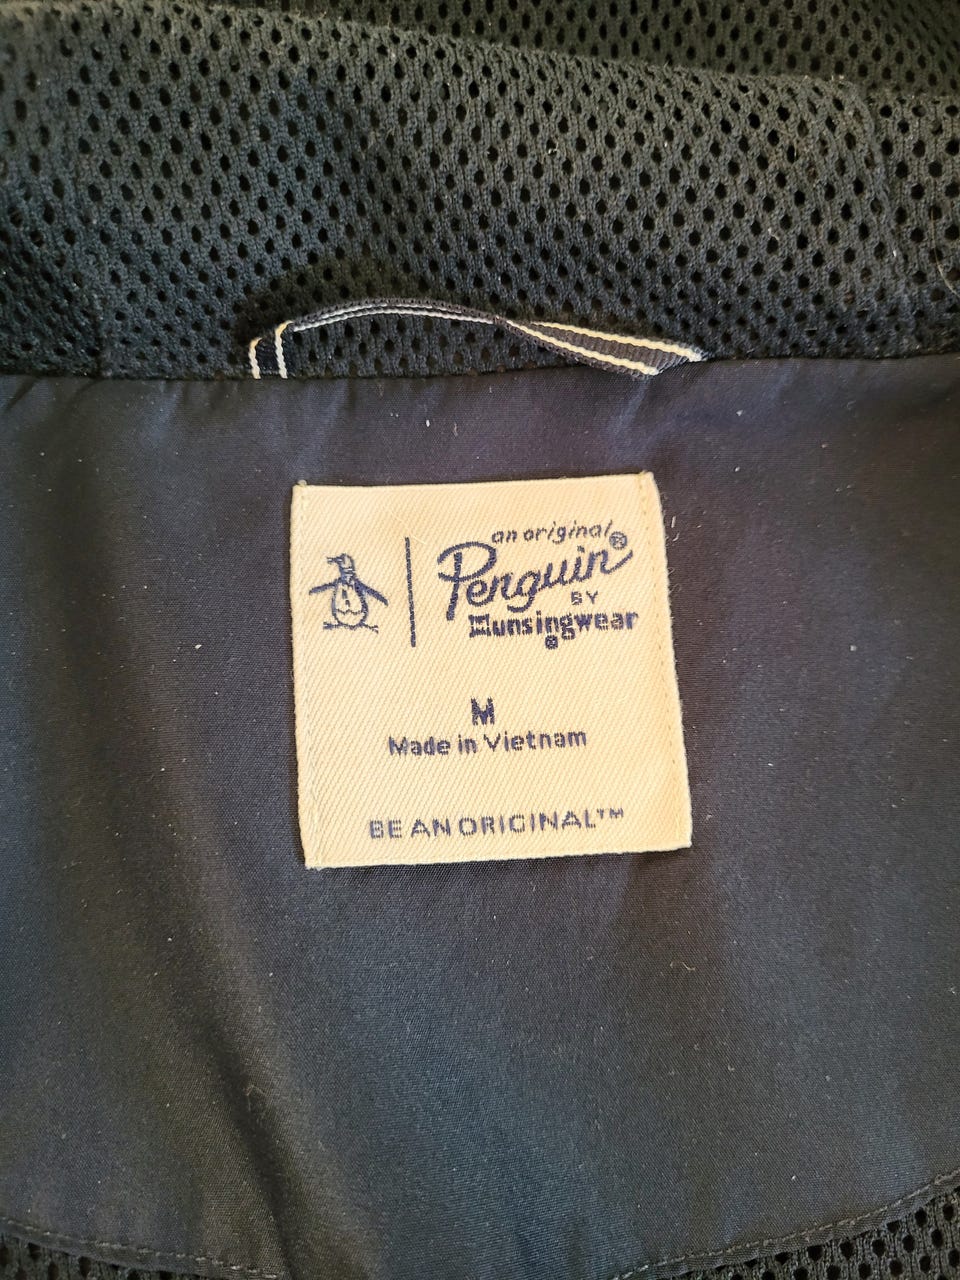 an original
Penguin®
BY
Munsingwear
®
M
Made in Vietnam
BE AN ORIGINAL™